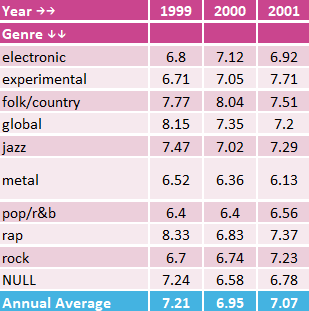 Year →→ 1999 2000 2001
Genre ↓↓
electronic 6.8 7.12 6.92
experimental 6.71 7.05 7.71
folk/country 7.77 8.04 7.51
global 8.15 7.35 7.2
jazz 7.47 7.02 7.29
metal 6.52 6.36 6.13
pop/r&b 6.4 6.4 6.56
rap 8.33 6.83 7.37
rock 6.7 6.74 7.23
NULL 7.24 6.58 6.78
Annual Average 7.21 6.95 7.07